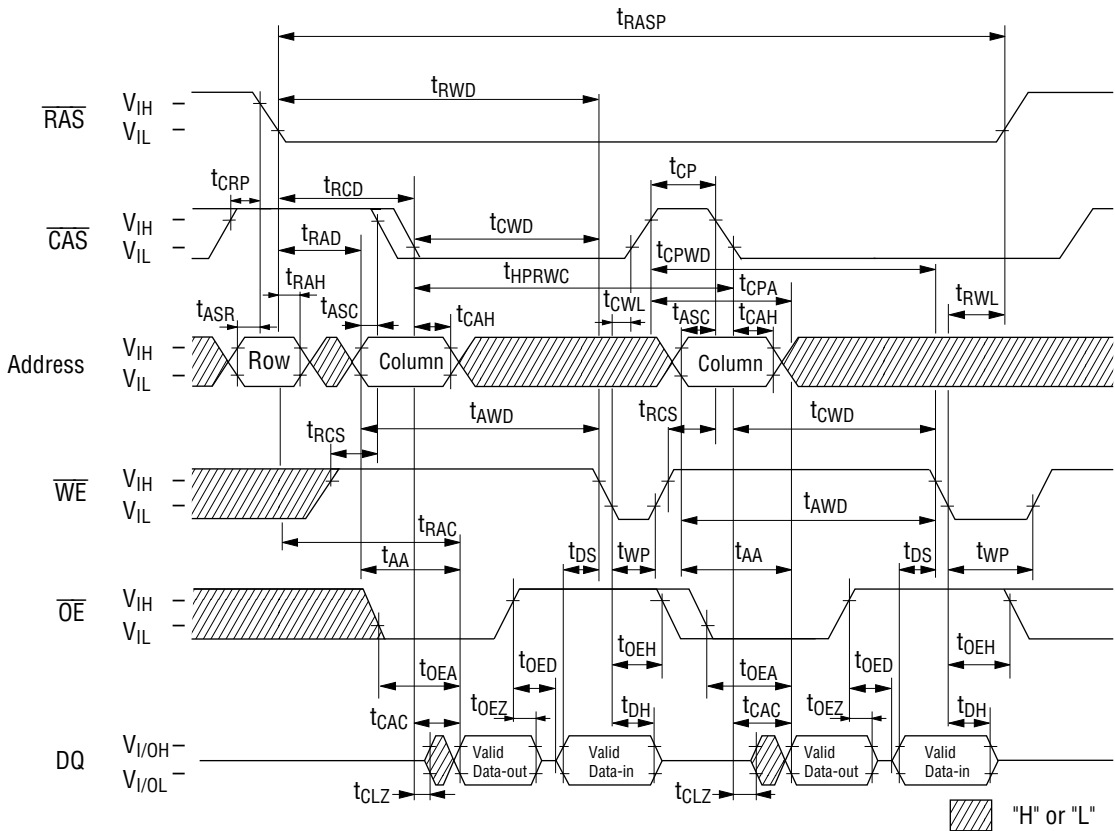 tRASP
tRWD
RAS VIH
VIL
tCRP tRCD tCP
CAS VIH
VIL
tCWD
tRAD tCPWD
tHPRWC
tRAH tCPA
tASR tASC tCAH tCWL tASC tCAH tRWL
Address VIH
VIL
Row Column Column
tRCS tAWD tRCS tCWD
WE VIH
VIL
tRAC tAWD
tAA tDS tWP tAA tDS tWP
OE VIH
VIL
tOEA tOED tOEH tOEA tOED tOEH
tCAC tOEZ tDH tCAC tOEZ tDH
DQ VI/OH
VI/OL
Valid Data-out
Valid Data-in
Valid Data-out
Valid Data-in
tCLZ tCLZ
"H" or "L"